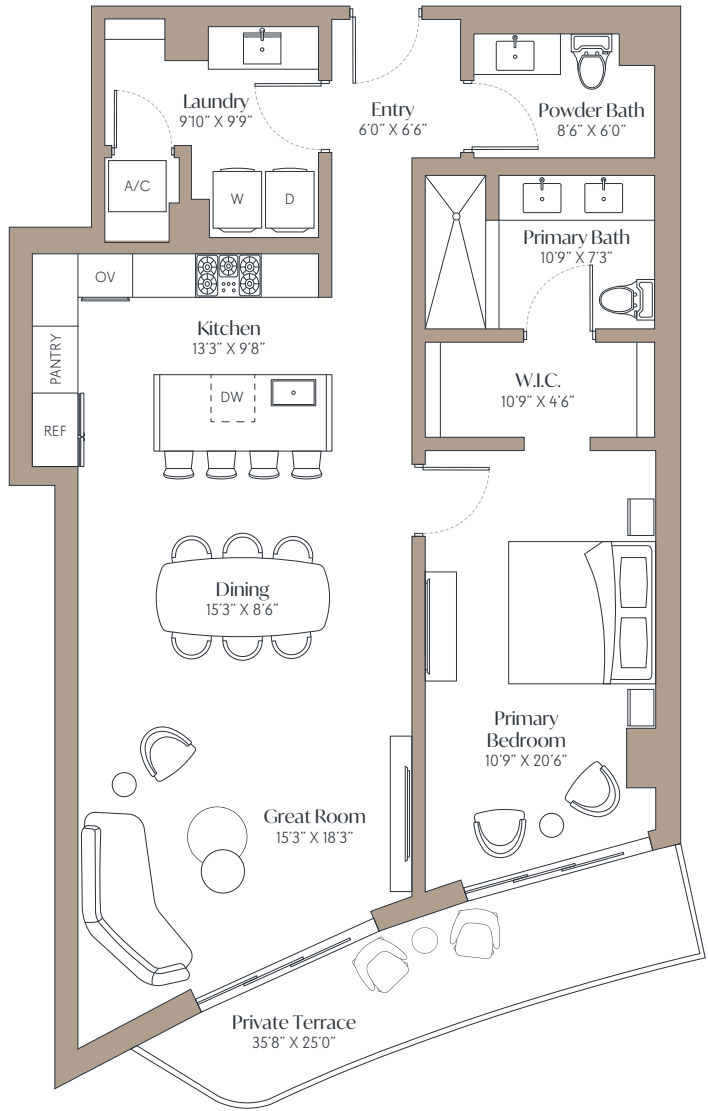 Laundry
9'10" X 9'9"
Entry
6'0" X 6'6"
Powder Bath
8'6" X 6'0"
A/C
W
D
Primary Bath
10'9" X 7'3"
OV
Kitchen
13'3" X 9'8"
PANTRY
W.I.C.
10'9" X 4'6"
DW
REF
Dining
15'3" X 8'6"
Primary
Bedroom
10'9" X 20'6"
Great Room
15'3" X 18'3"
Private Terrace
35'8" X 25'0"